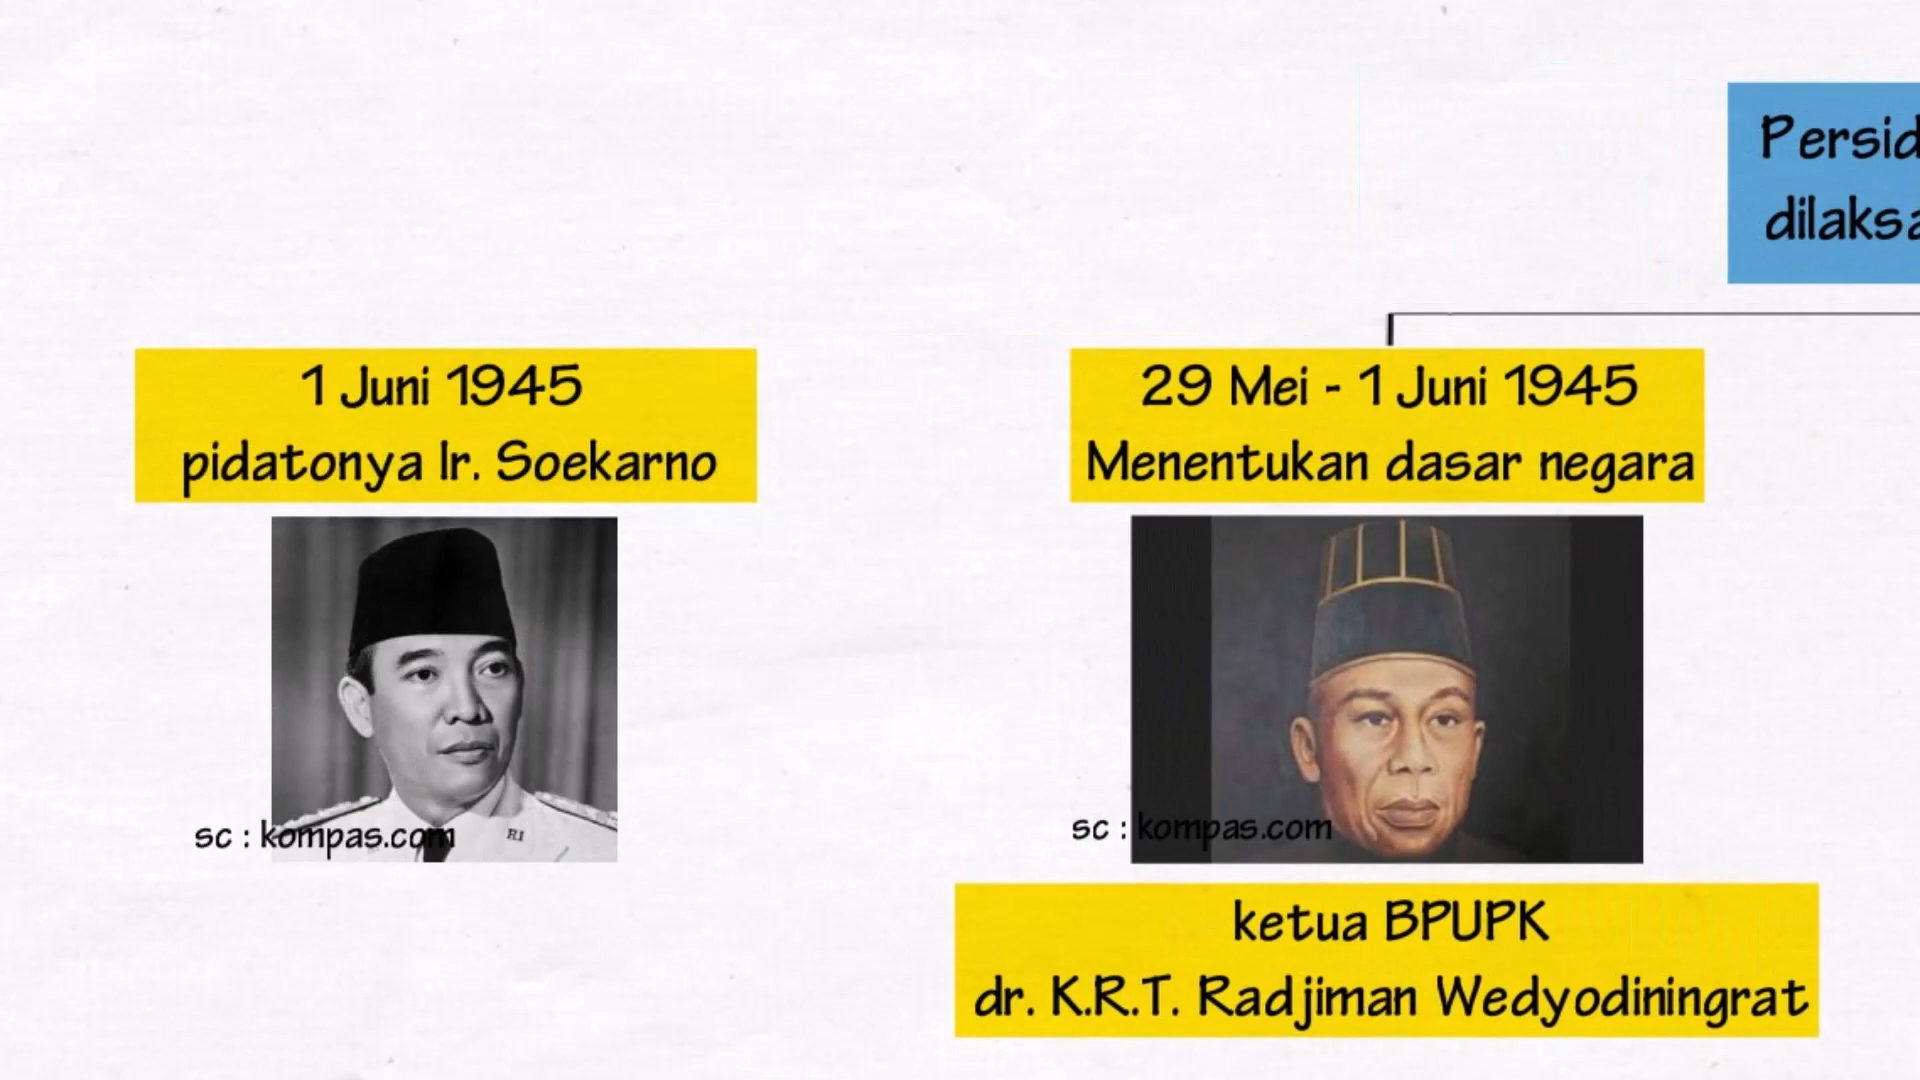 Persid
dilaksa
1 Juni 1945
pidatonya Ir. Soekarno
29 Mei - 1 Juni 1945
Menentukan dasar negara
sc : kompas.com
RI
sc : kompas.com
ketua BPUPK
dr. K.R.T. Radjiman Wedyodiningrat